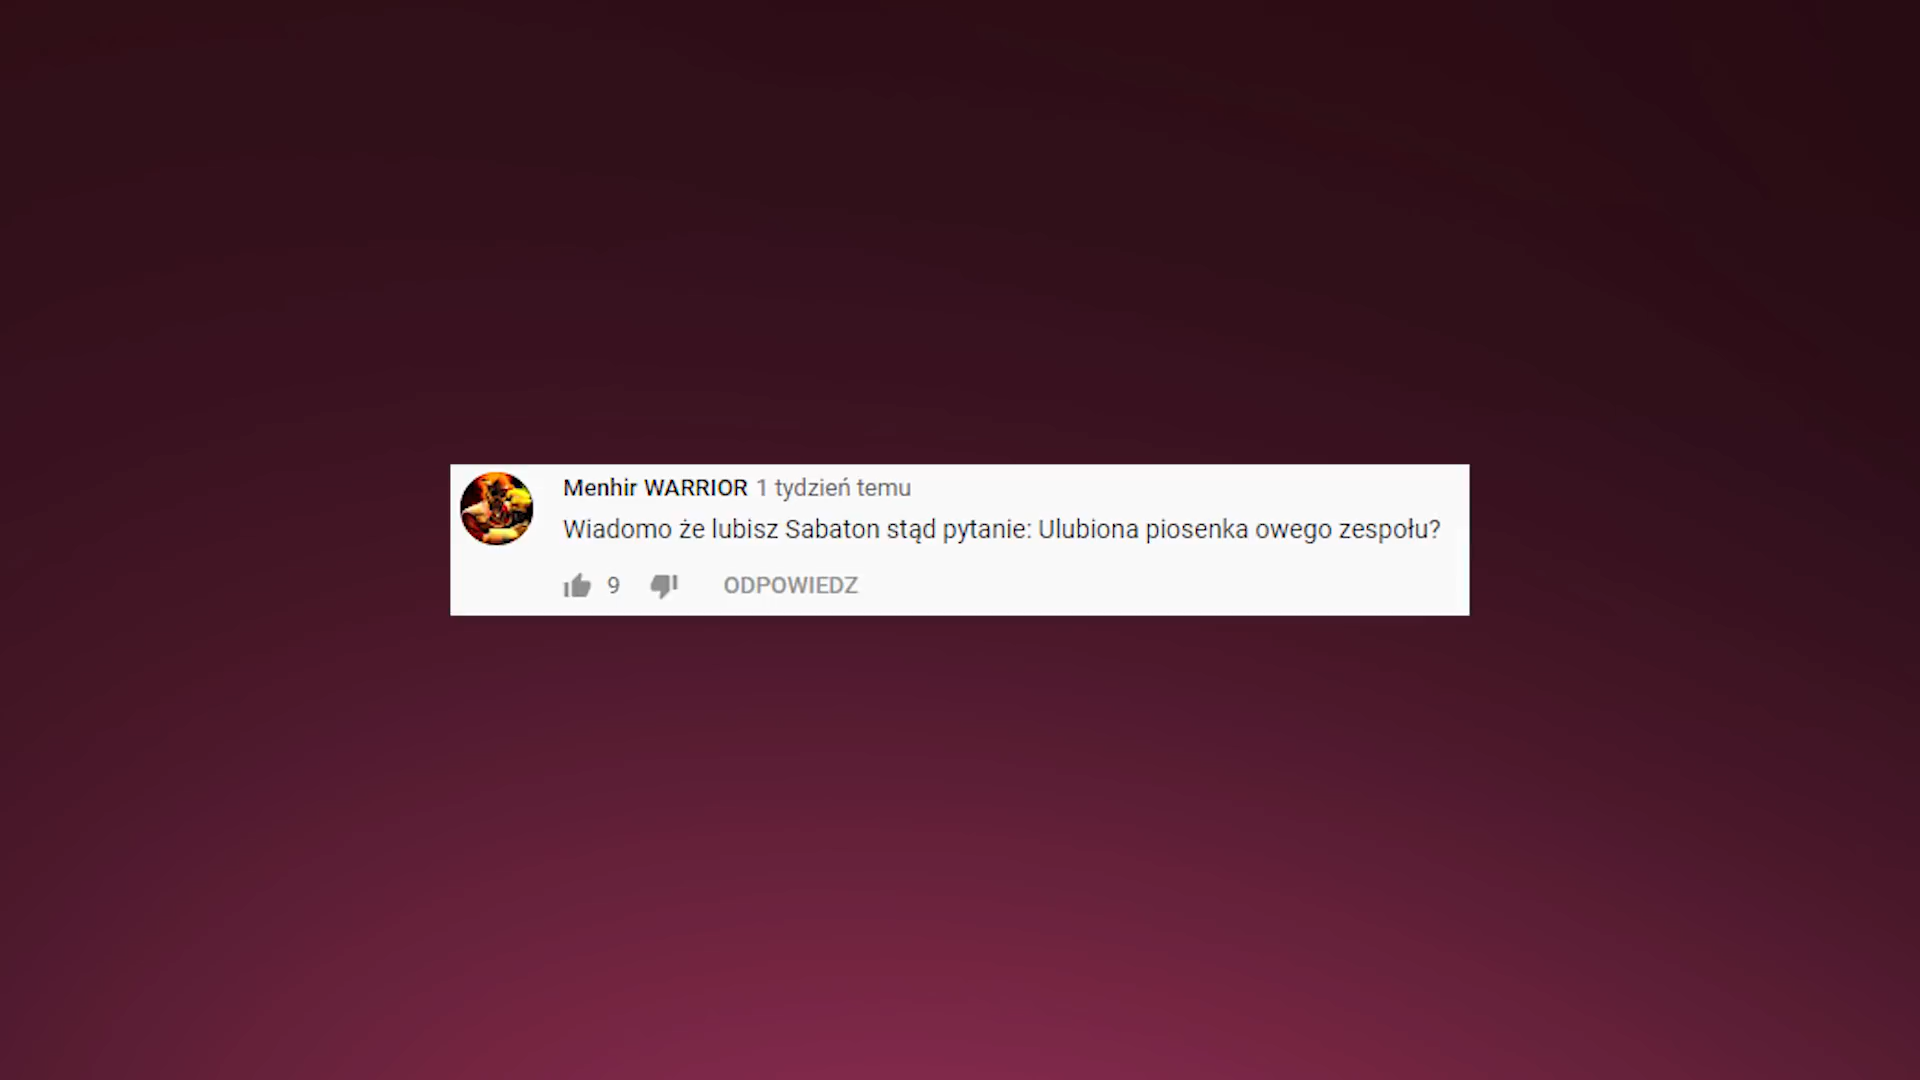 Menhir WARRIOR 1 tydzień temu
Wiadomo że lubisz Sabaton stąd pytanie: Ulubiona piosenka owego zespołu?
9 ODPOWIEDZ